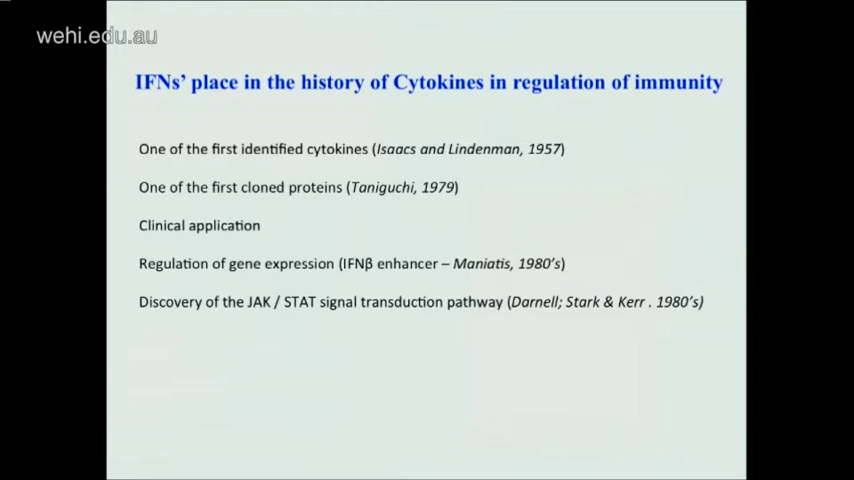 wehi.edu.au
IFNs' place in the history of Cytokines in regulation of immunity
One of the first identified cytokines (Isaacs and Lindenman, 1957)
One of the first cloned proteins (Taniguchi, 1979)
Clinical application
Regulation of gene expression (IFNβ enhancer – Maniatis, 1980's)
Discovery of the JAK / STAT signal transduction pathway (Darnell; Stark & Kerr . 1980's)